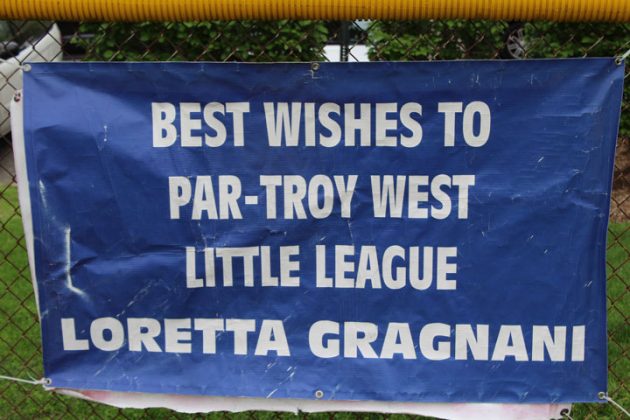 BEST WISHES TO
PAR-TROY WEST
LITTLE LEAGUE
LORETTA GRAGNANI